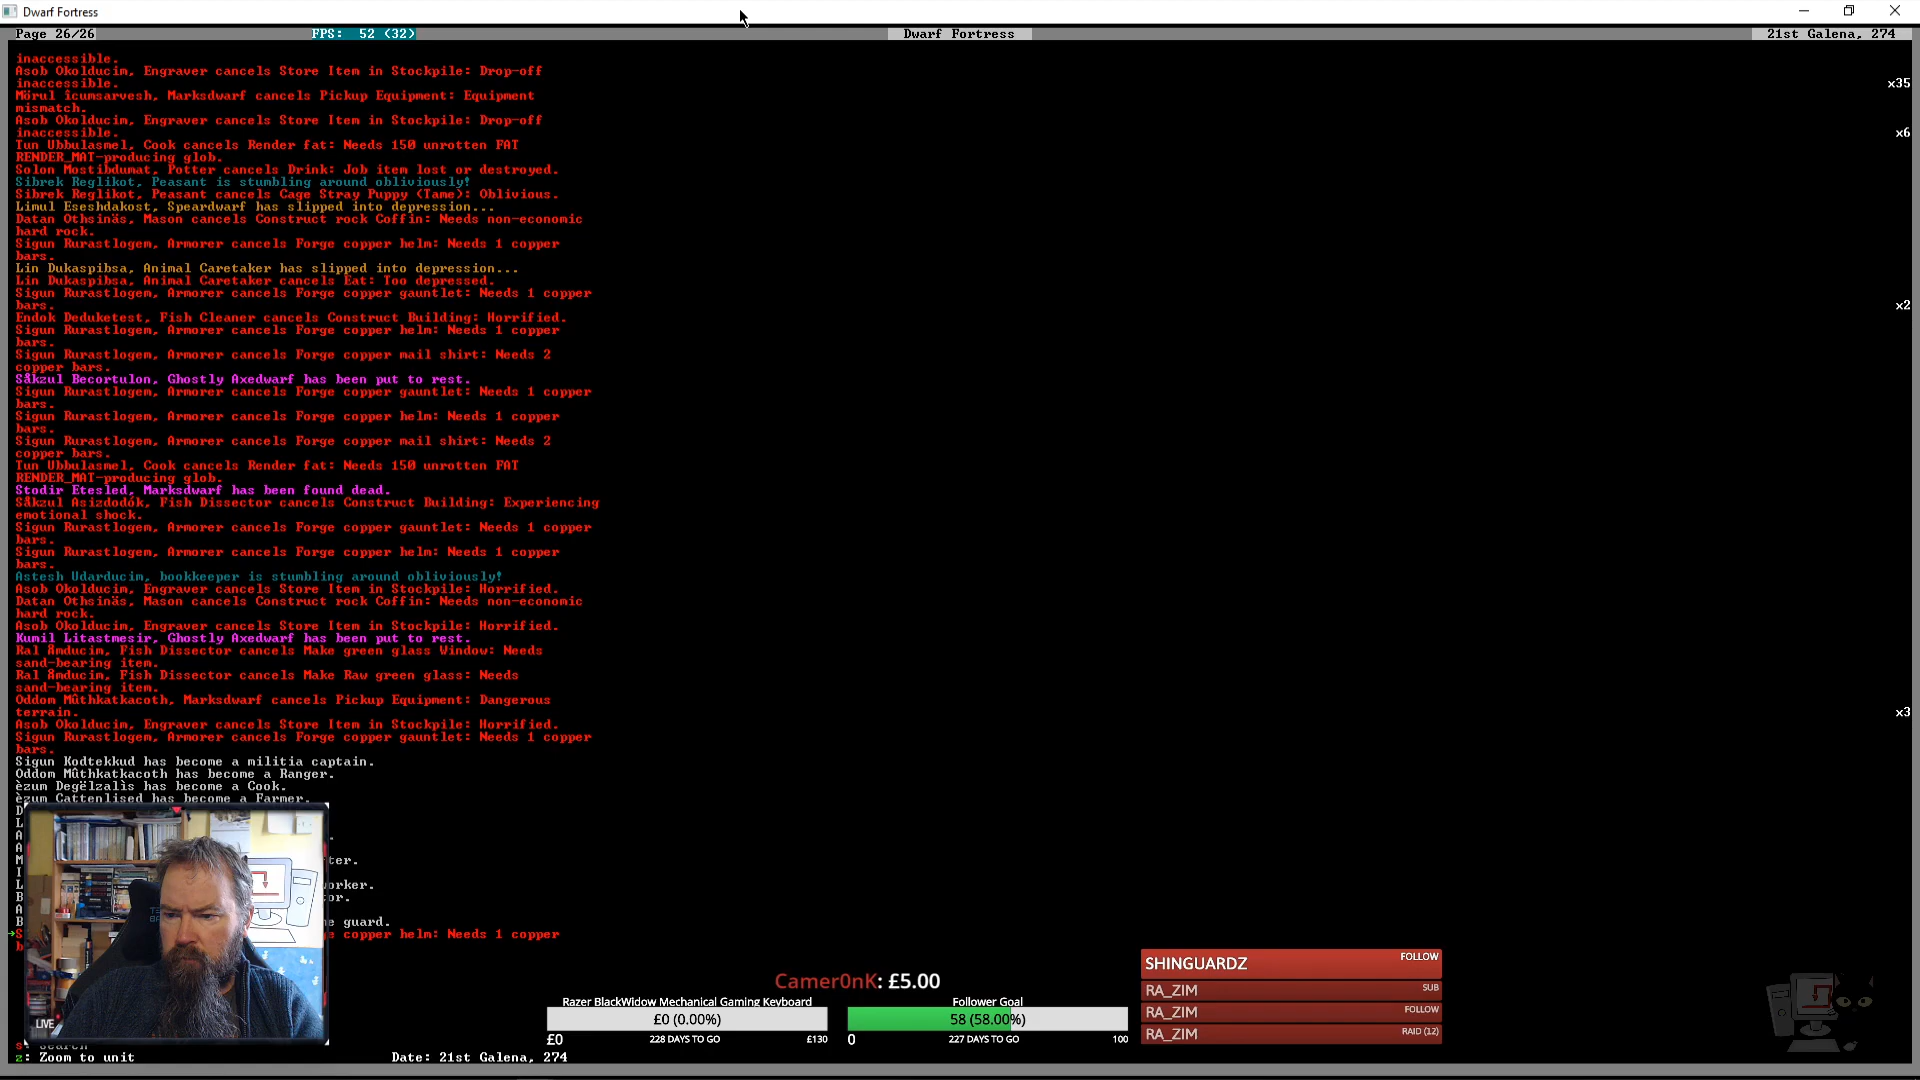 Dwarf Fortress
Page 26/26 FPS: 52 (32) Dwarf Fortress 21st Galena, 274
inaccessible.
Asob Okolducim, Engraver cancels Store Item in Stockpile: Drop-off
inaccessible. x35
Mörul îcumsarvesh, Marksdwarf cancels Pickup Equipment: Equipment
mismatch.
Asob Okolducim, Engraver cancels Store Item in Stockpile: Drop-off
inaccessible. x6
Tun Ubbulasmel, Cook cancels Render fat: Needs 150 unrotten FAT
RENDER_MAT-producing glob.
Solon Mostibdumat, Potter cancels Drink: Job item lost or destroyed.
Sibrek Reglikot, Peasant is stumbling around obliviously!
Sibrek Reglikot, Peasant cancels Cage Stray Puppy (Tame): Oblivious.
Limul Eseshdakost, Speardwarf has slipped into depression...
Datan Othsinäs, Mason cancels Construct rock Coffin: Needs non-economic
hard rock.
Sigun Rurastlogem, Armorer cancels Forge copper helm: Needs 1 copper
bars.
Lin Dukaspibsa, Animal Caretaker has slipped into depression...
Lin Dukaspibsa, Animal Caretaker cancels Eat: Too depressed.
Sigun Rurastlogem, Armorer cancels Forge copper gauntlet: Needs 1 copper
bars. x2
Endok Deduketest, Fish Cleaner cancels Construct Building: Horrified.
Sigun Rurastlogem, Armorer cancels Forge copper helm: Needs 1 copper
bars.
Sigun Rurastlogem, Armorer cancels Forge copper mail shirt: Needs 2
copper bars.
Såkzul Becortulon, Ghostly Axedwarf has been put to rest.
Sigun Rurastlogem, Armorer cancels Forge copper gauntlet: Needs 1 copper
bars.
Sigun Rurastlogem, Armorer cancels Forge copper helm: Needs 1 copper
bars.
Sigun Rurastlogem, Armorer cancels Forge copper mail shirt: Needs 2
copper bars.
Tun Ubbulasmel, Cook cancels Render fat: Needs 150 unrotten FAT
RENDER_MAT-producing glob.
Stodir Etesled, Marksdwarf has been found dead.
Såkzul Asizdodók, Fish Dissector cancels Construct Building: Experiencing
emotional shock.
Sigun Rurastlogem, Armorer cancels Forge copper gauntlet: Needs 1 copper
bars.
Sigun Rurastlogem, Armorer cancels Forge copper helm: Needs 1 copper
bars.
Astesh Udarducim, bookkeeper is stumbling around obliviously!
Asob Okolducim, Engraver cancels Store Item in Stockpile: Horrified.
Datan Othsinäs, Mason cancels Construct rock Coffin: Needs non-economic
hard rock.
Asob Okolducim, Engraver cancels Store Item in Stockpile: Horrified.
Kumil Litastmesir, Ghostly Axedwarf has been put to rest.
Ral Åmducim, Fish Dissector cancels Make green glass Window: Needs
sand-bearing item.
Ral Åmducim, Fish Dissector cancels Make Raw green glass: Needs
sand-bearing item.
Oddom Mûthkatkacoth, Marksdwarf cancels Pickup Equipment: Dangerous
terrain. x3
Asob Okolducim, Engraver cancels Store Item in Stockpile: Horrified.
Sigun Rurastlogem, Armorer cancels Forge copper gauntlet: Needs 1 copper
bars.
Sigun Kodtekkud has become a militia captain.
Oddom Mûthkatkacoth has become a Ranger.
èzum Degëlzalìs has become a Cook.
èzum Cattenlised has become a Farmer.
ter.
orker.
tor.
guard.
copper helm: Needs 1 copper
LIVE
s: Search
z: Zoom to unit Date: 21st Galena, 274
Camer0nK: £5.00
Razer BlackWidow Mechanical Gaming Keyboard
£0 (0.00%)
£0 228 DAYS TO GO £130
Follower Goal
58 (58.00%)
0 227 DAYS TO GO 100
SHINGUARDZ FOLLOW
RA_ZIM SUB
RA_ZIM FOLLOW
RA_ZIM RAID (12)